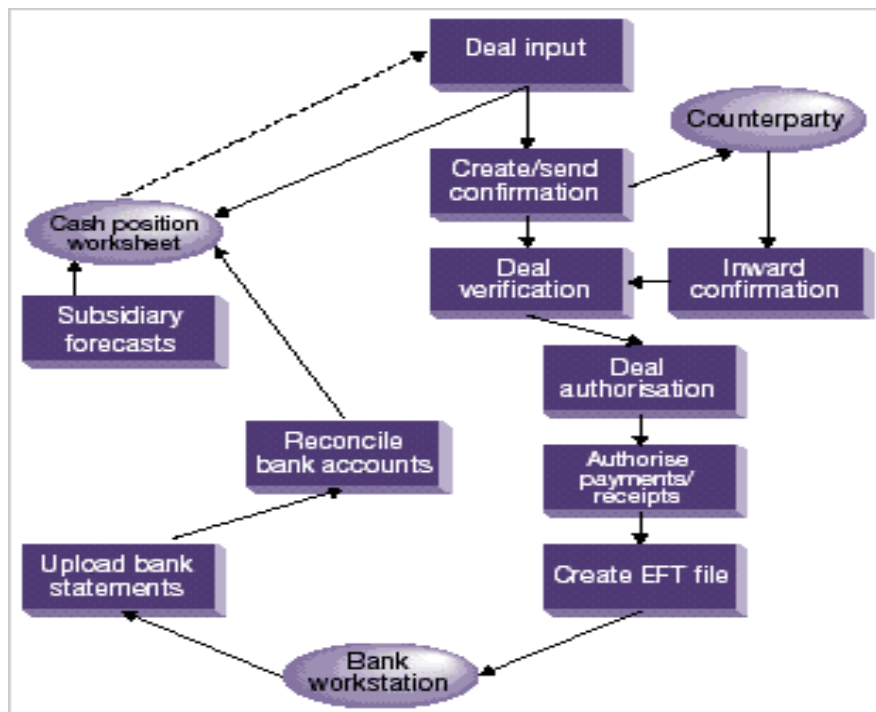 Deal input
Counterparty
Create/send
confirmation
Cash position
worksheet
Deal
verification
Inward
confirmation
Subsidiary
forecasts
Deal
authorisation
Reconcile
bank accounts
Authorise
payments/
receipts
Upload bank
statements
Create EFT file
Bank
workstation